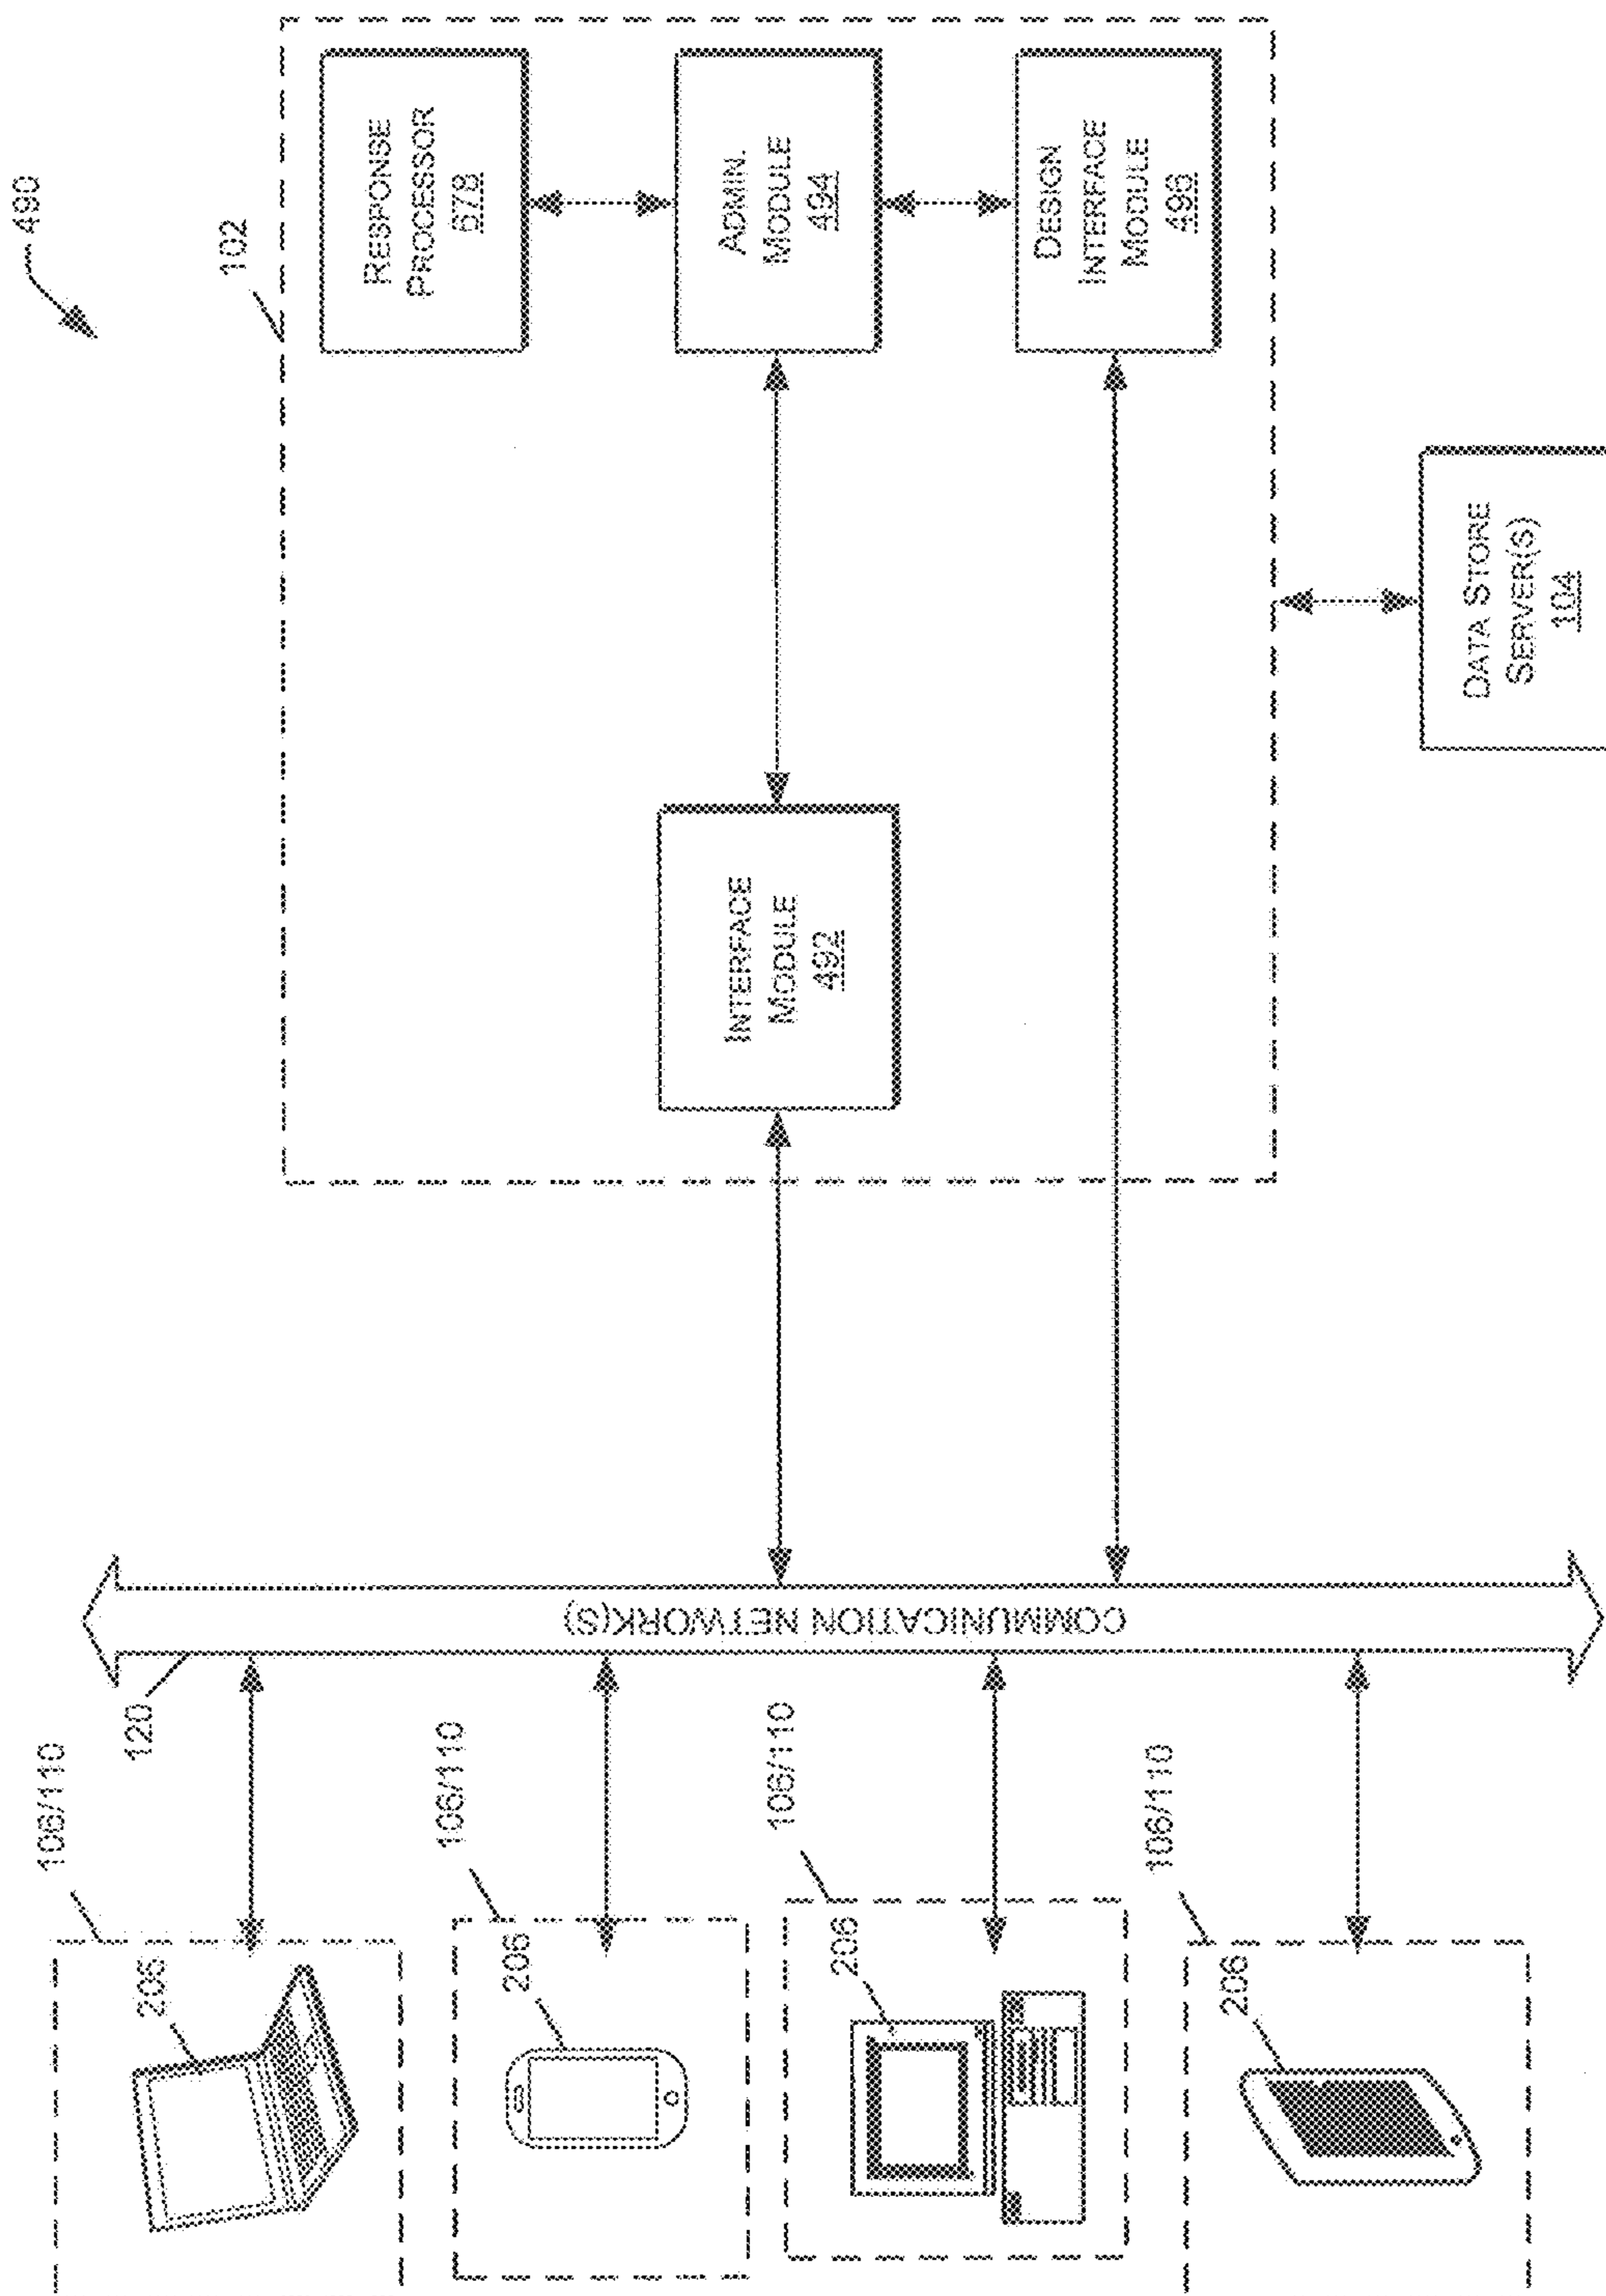 490
102
RESPONSE
PROCESSOR
678
ADMIN.
MODULE
494
DESIGN
INTERFACE
MODULE
496
INTERFACE
MODULE
492
DATA STORE
SERVER(S)
104
COMMUNICATION NETWORK(S)
120
106/110
206
106/110
206
106/110
206
106/110
206